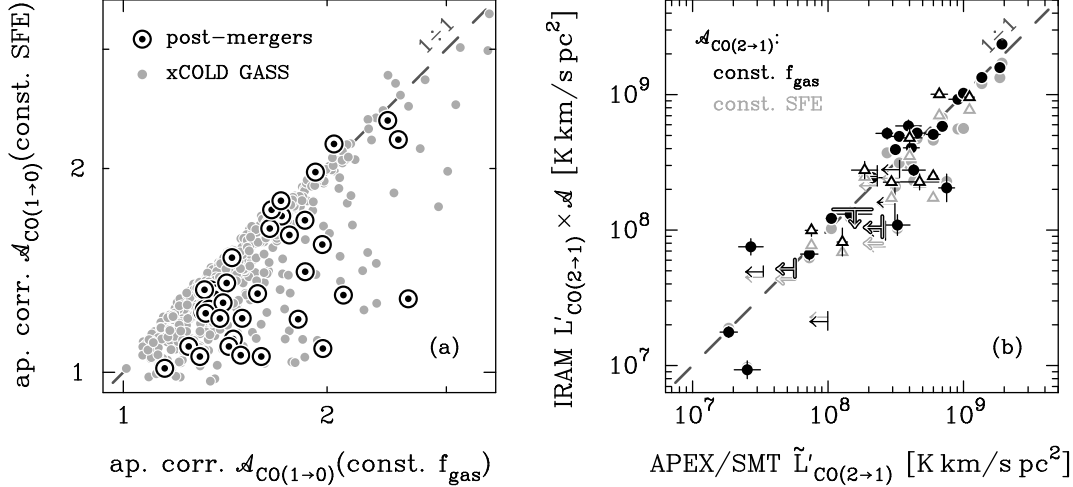 ap. corr. 𝒜CO(1→0)(const. SFE)
2
1
post−mergers
xCOLD GASS
1÷1
(a)
1
2
ap. corr. 𝒜CO(1→0)(const. fgas)
IRAM L′CO(2→1)×𝒜 [K km/s pc²]
10⁹
10⁸
10⁷
𝒜CO(2→1):
const. fgas
const. SFE
1÷1
(b)
10⁷
10⁸
10⁹
APEX/SMT L̃′CO(2→1) [K km/s pc²]